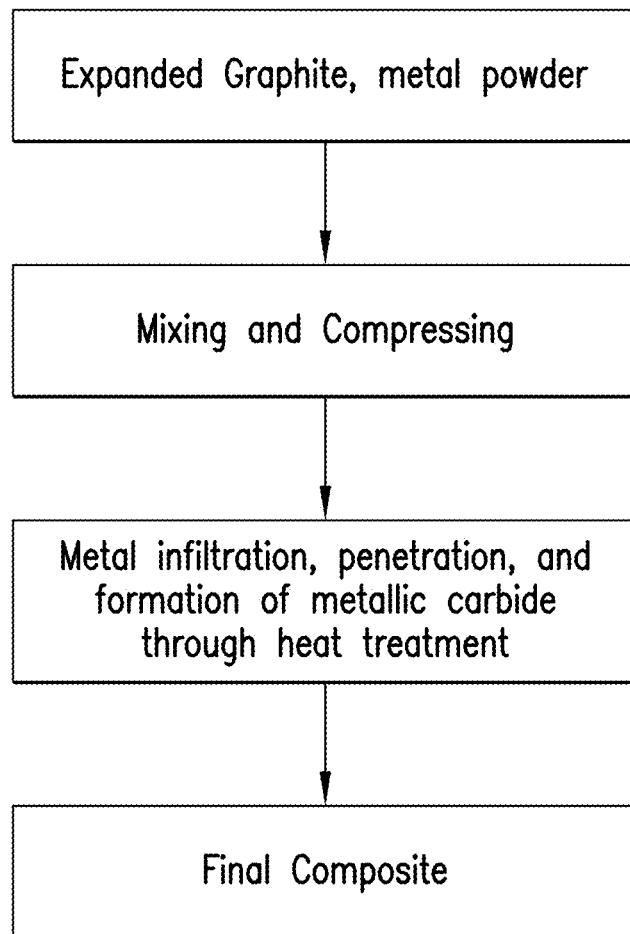 Expanded Graphite, metal powder
Mixing and Compressing
Metal infiltration, penetration, and
formation of metallic carbide
through heat treatment
Final Composite